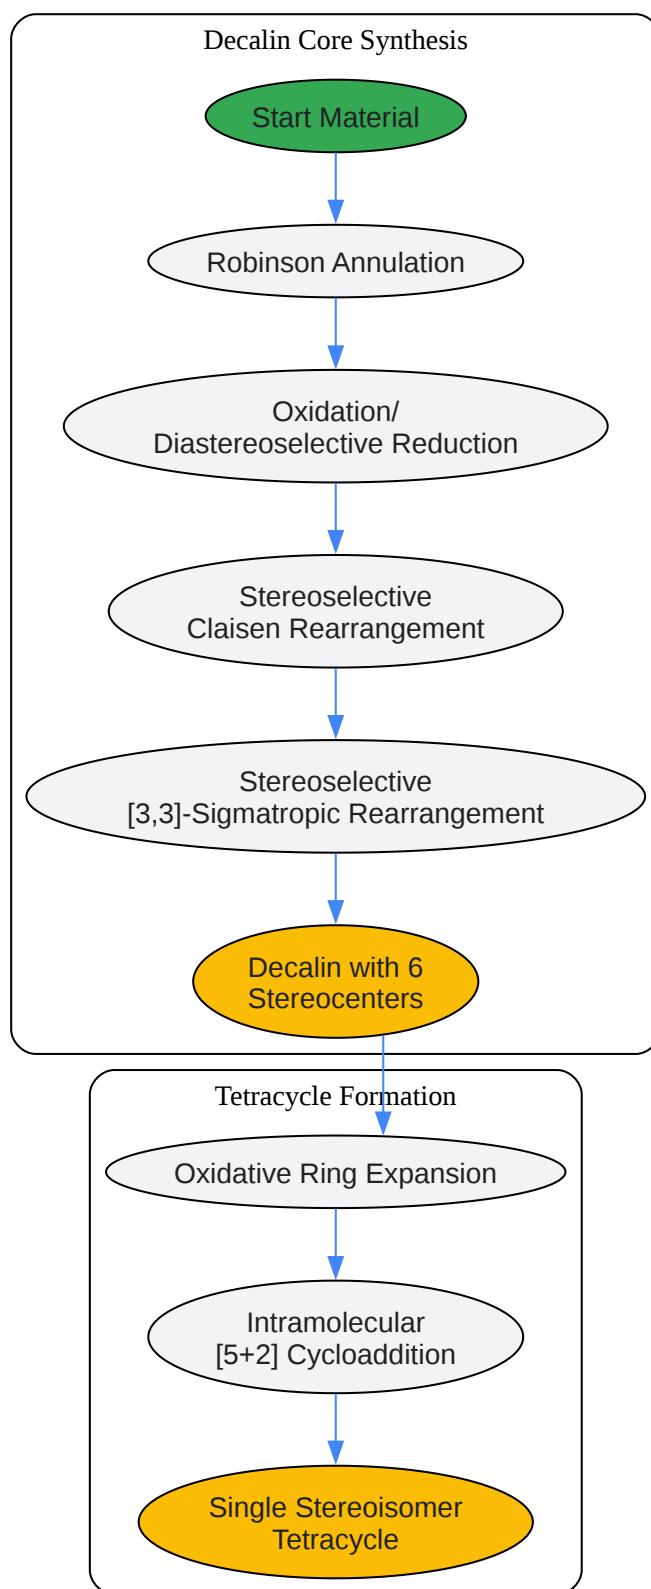 Decalin Core Synthesis
Start Material
Robinson Annulation
Oxidation/
Diastereoselective Reduction
Stereoselective
Claisen Rearrangement
Stereoselective
[3,3]-Sigmatropic Rearrangement
Decalin with 6
Stereocenters
Tetracycle Formation
Oxidative Ring Expansion
Intramolecular
[5+2] Cycloaddition
Single Stereoisomer
Tetracycle